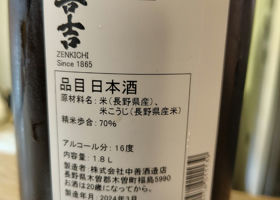 善吉
ZENKICHI
Since 1865
品目 日本酒
原材料名：米(長野県産)、
米こうじ(長野県産米)
精米歩合：70%
アルコール分：16度
内容量：1.8L
製造者：株式会社中善酒造店
長野県木曽郡木曽町福島5990
お酒は20歳になってから。
製造年月 2024年3月